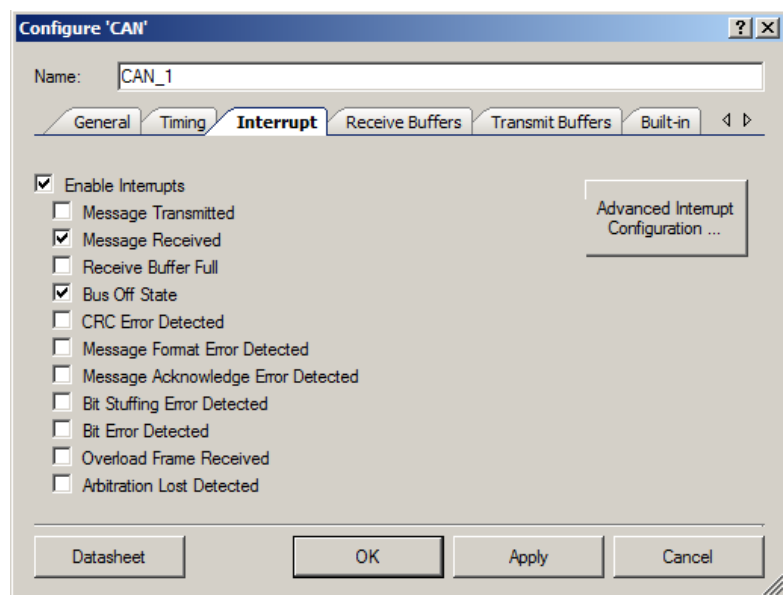 Configure 'CAN'
Name: CAN_1
General Timing Interrupt Receive Buffers Transmit Buffers Built-in
Enable Interrupts
Message Transmitted
Message Received
Receive Buffer Full
Bus Off State
CRC Error Detected
Message Format Error Detected
Message Acknowledge Error Detected
Bit Stuffing Error Detected
Bit Error Detected
Overload Frame Received
Arbitration Lost Detected
Advanced Interrupt
Configuration ...
Datasheet OK Apply Cancel